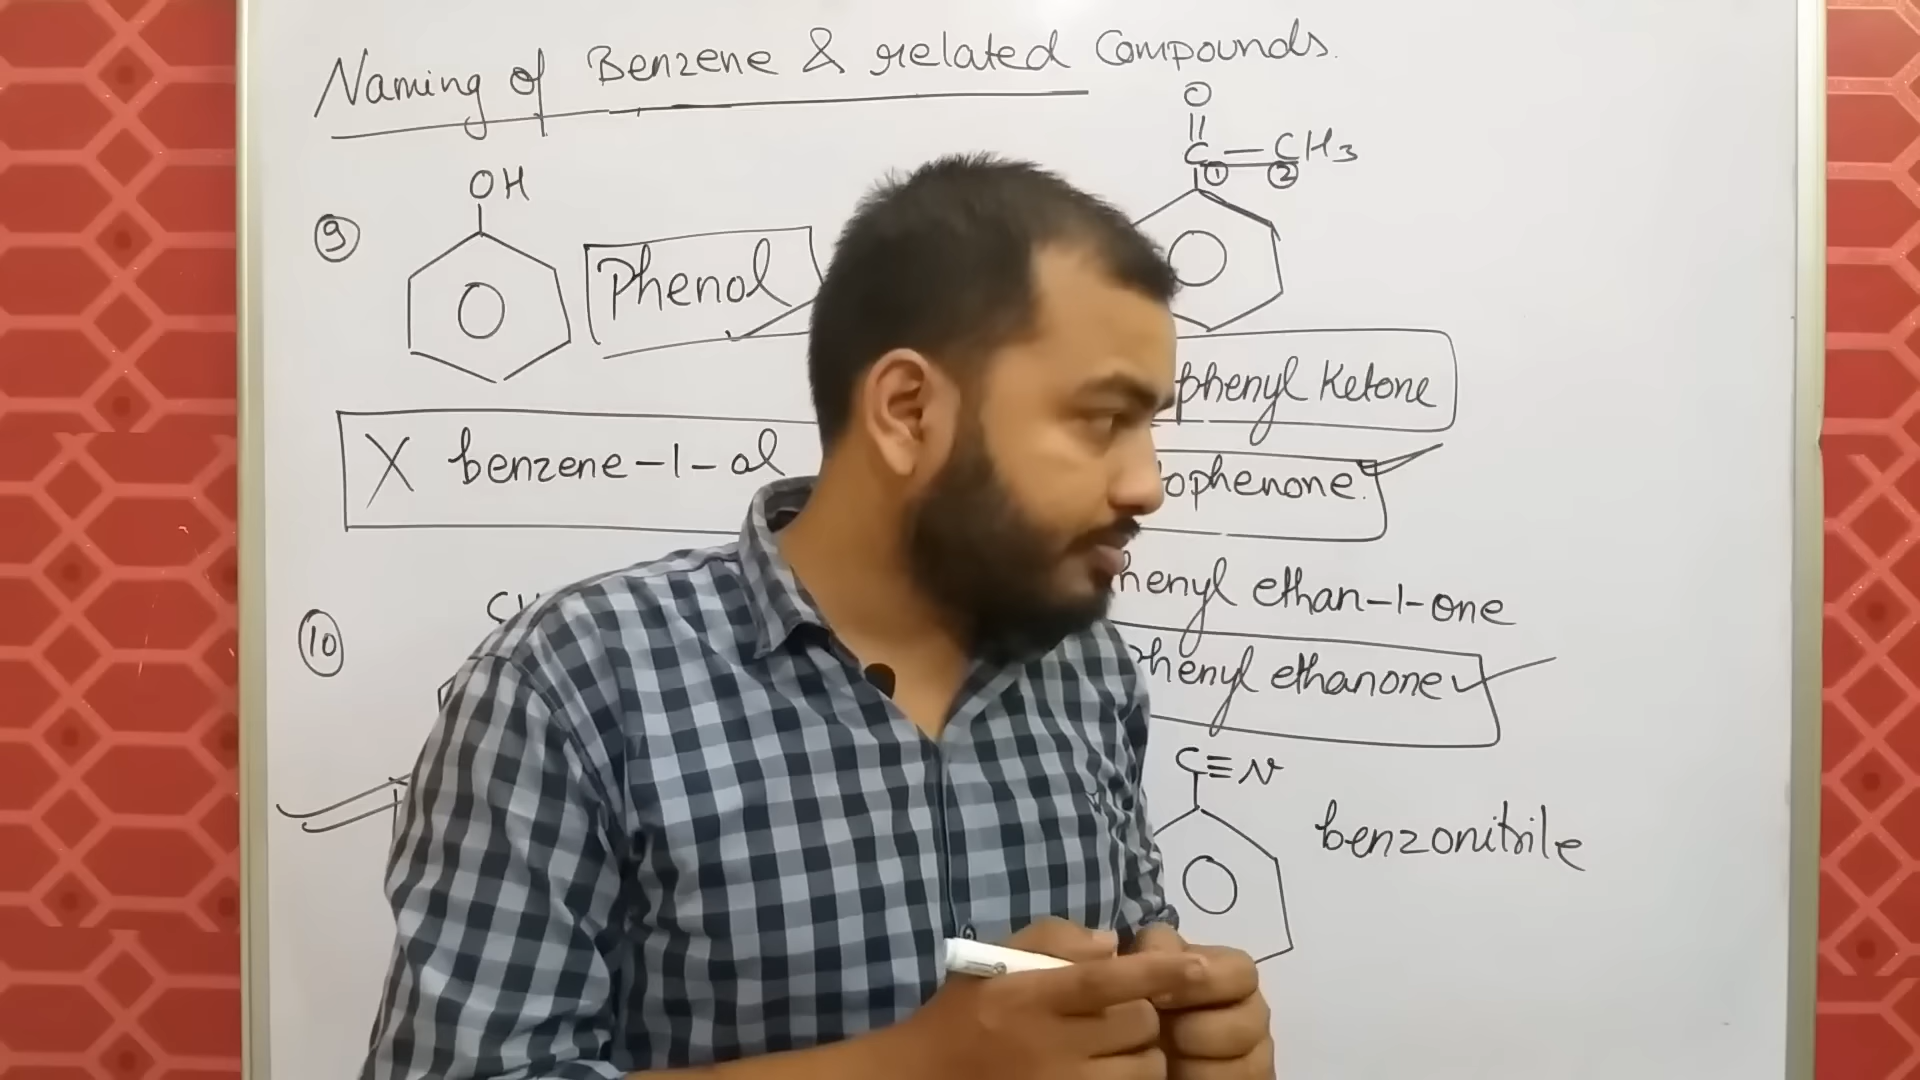 Naming of Benzene & related Compounds.
O
C — CH3
1 2
OH
9
Phenol
phenyl Ketone
X benzene-1-ol
ophenone
henyl ethan-1-one
10
henyl ethanone
C≡N
benzonitrile